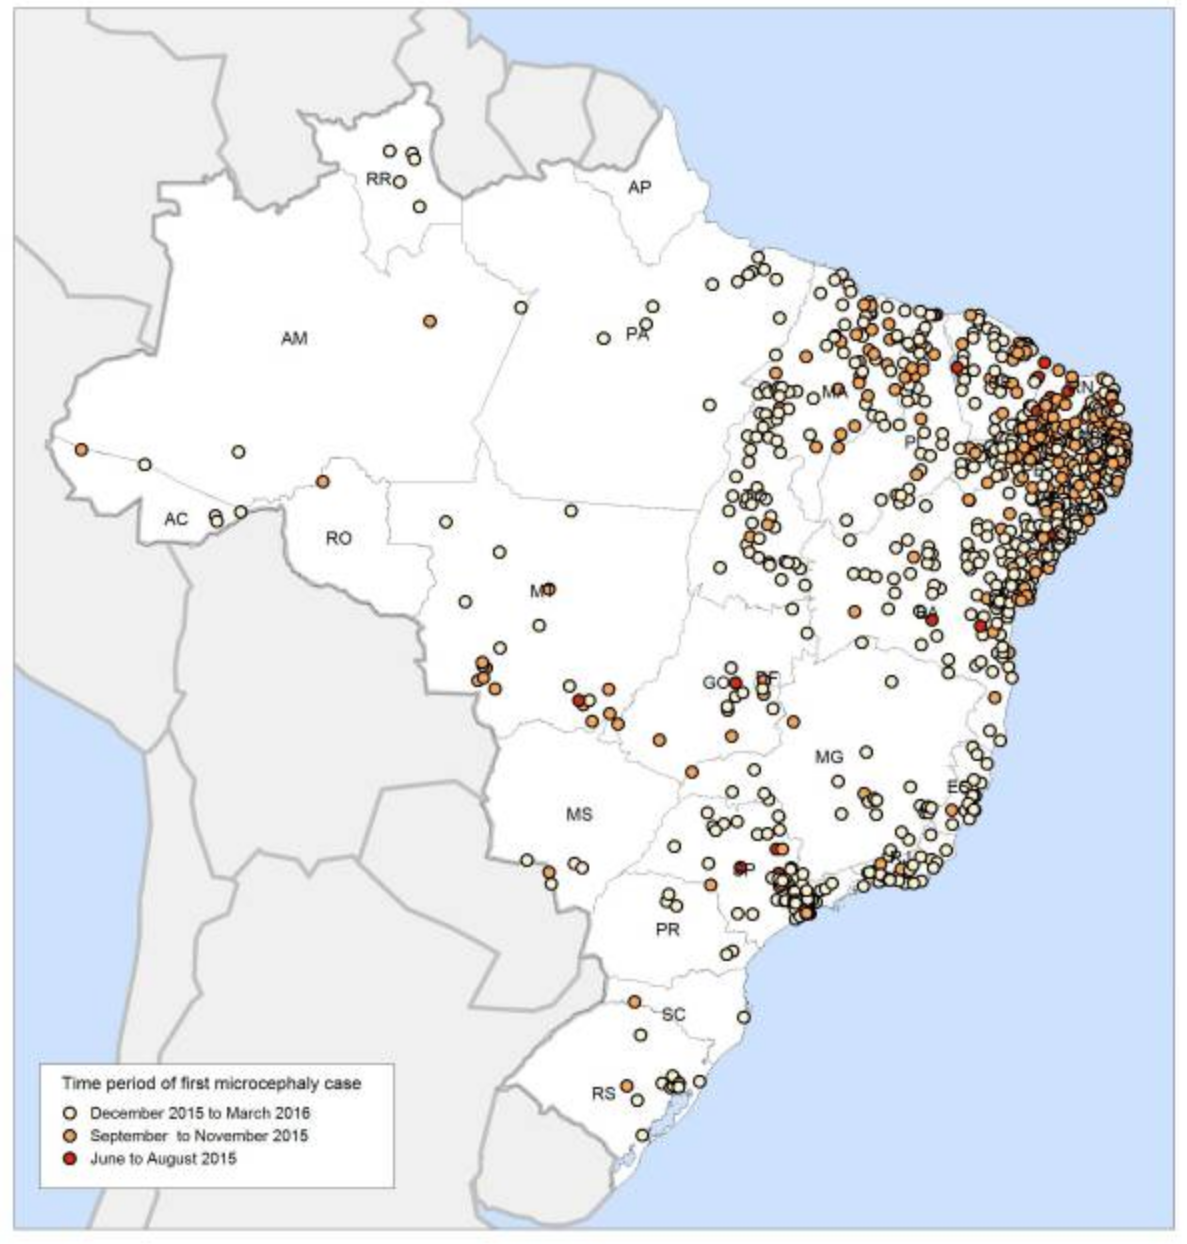 RR
AP
AM
PA
MA
RN
P
AC
RO
MT
BA
GO
DF
MG
ES
MS
PR
SC
RS
Time period of first microcephaly case
December 2015 to March 2016
September to November 2015
June to August 2015